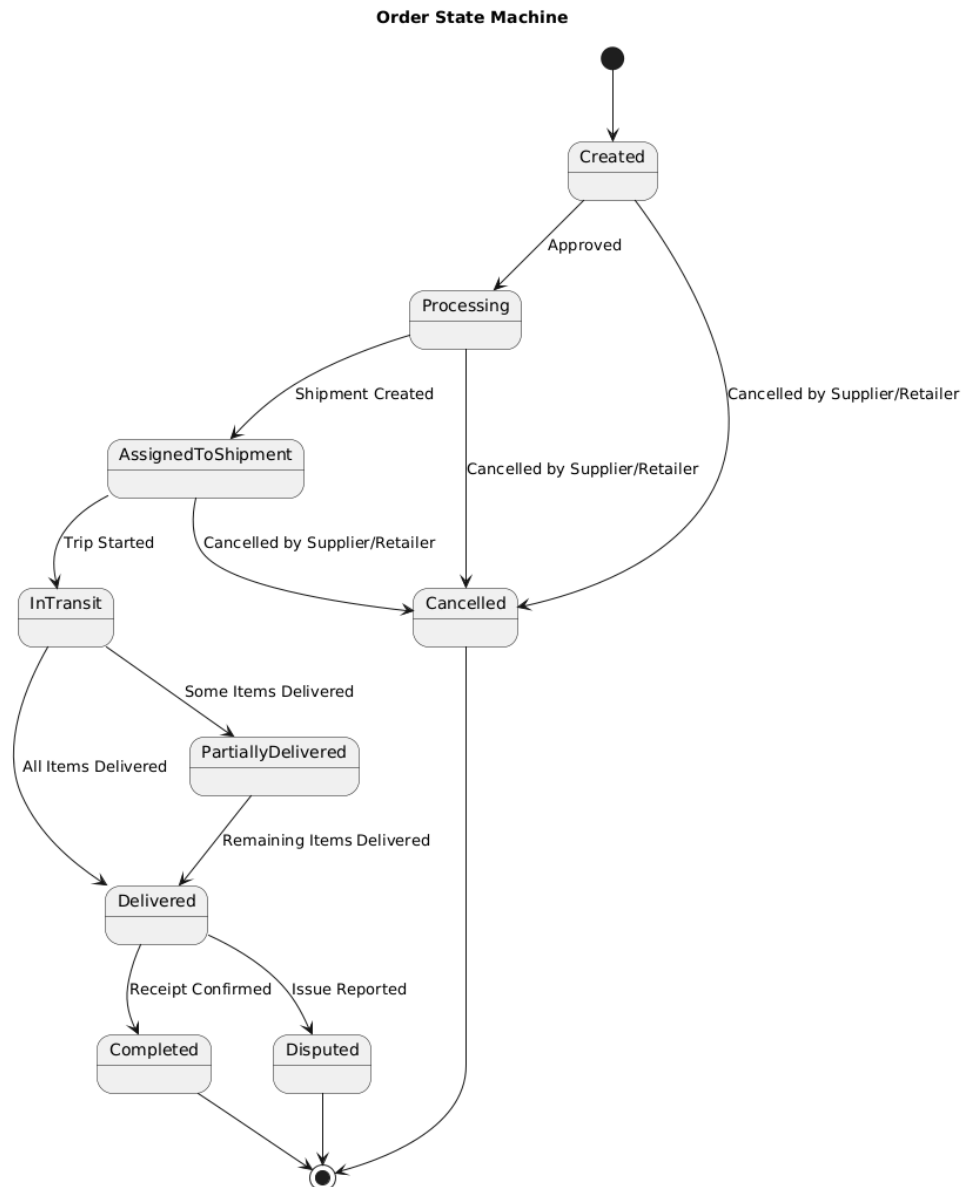 Order State Machine
Created
Approved
Processing
Shipment Created
Cancelled by Supplier/Retailer
AssignedToShipment
Cancelled by Supplier/Retailer
Trip Started
Cancelled by Supplier/Retailer
InTransit
Cancelled
Some Items Delivered
PartiallyDelivered
All Items Delivered
Remaining Items Delivered
Delivered
Receipt Confirmed
Issue Reported
Completed
Disputed